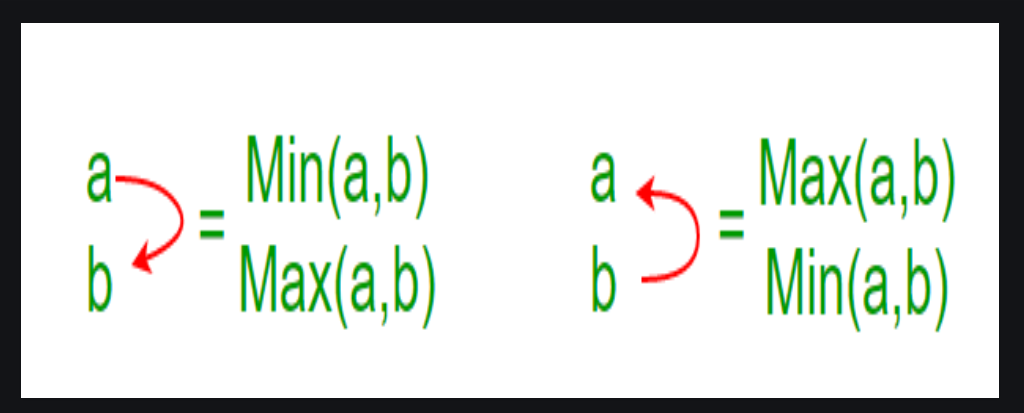 a = Min(a,b)
b Max(a,b)
a = Max(a,b)
b Min(a,b)